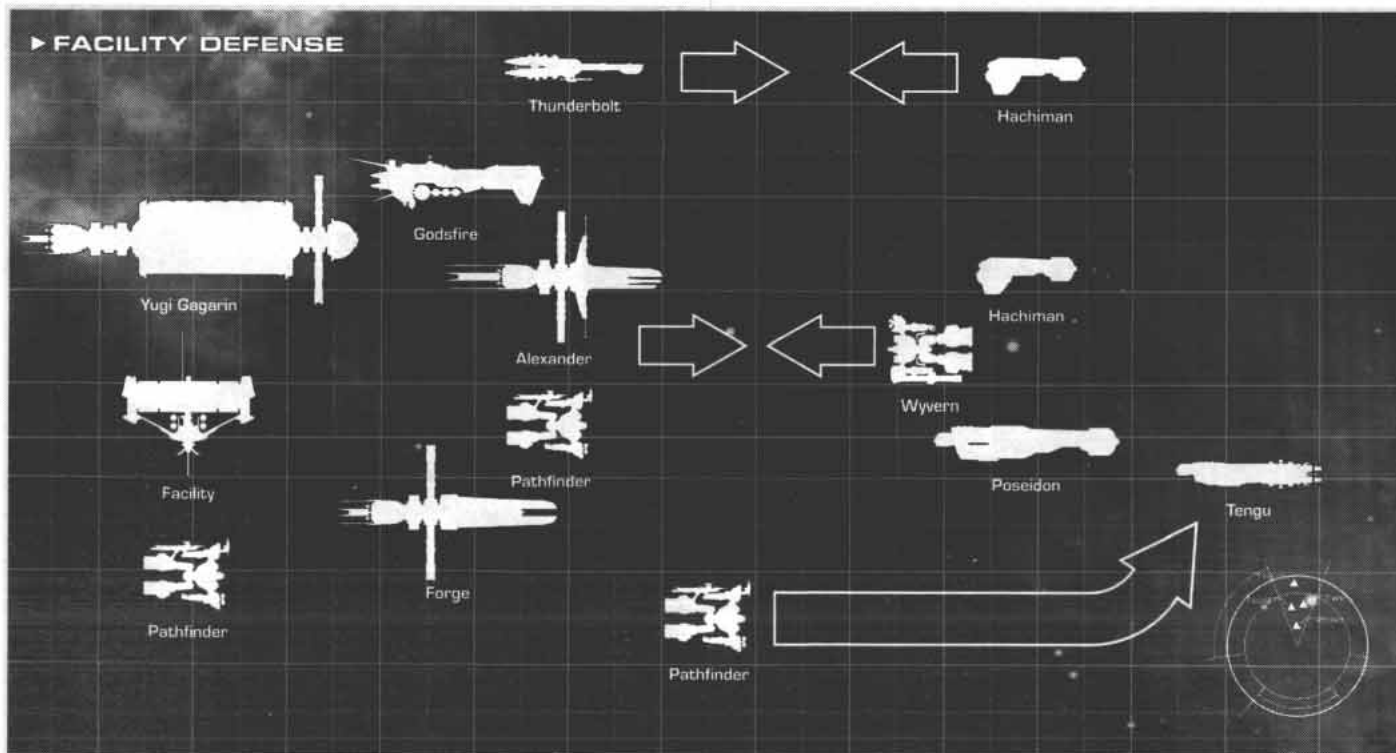 ▶ FACILITY DEFENSE
Thunderbolt
Hachiman
Godsfire
Yugi Gagarin
Hachiman
Alexander
Wyvern
Pathfinder
Poseidon
Facility
Tengu
Forge
Pathfinder
Pathfinder